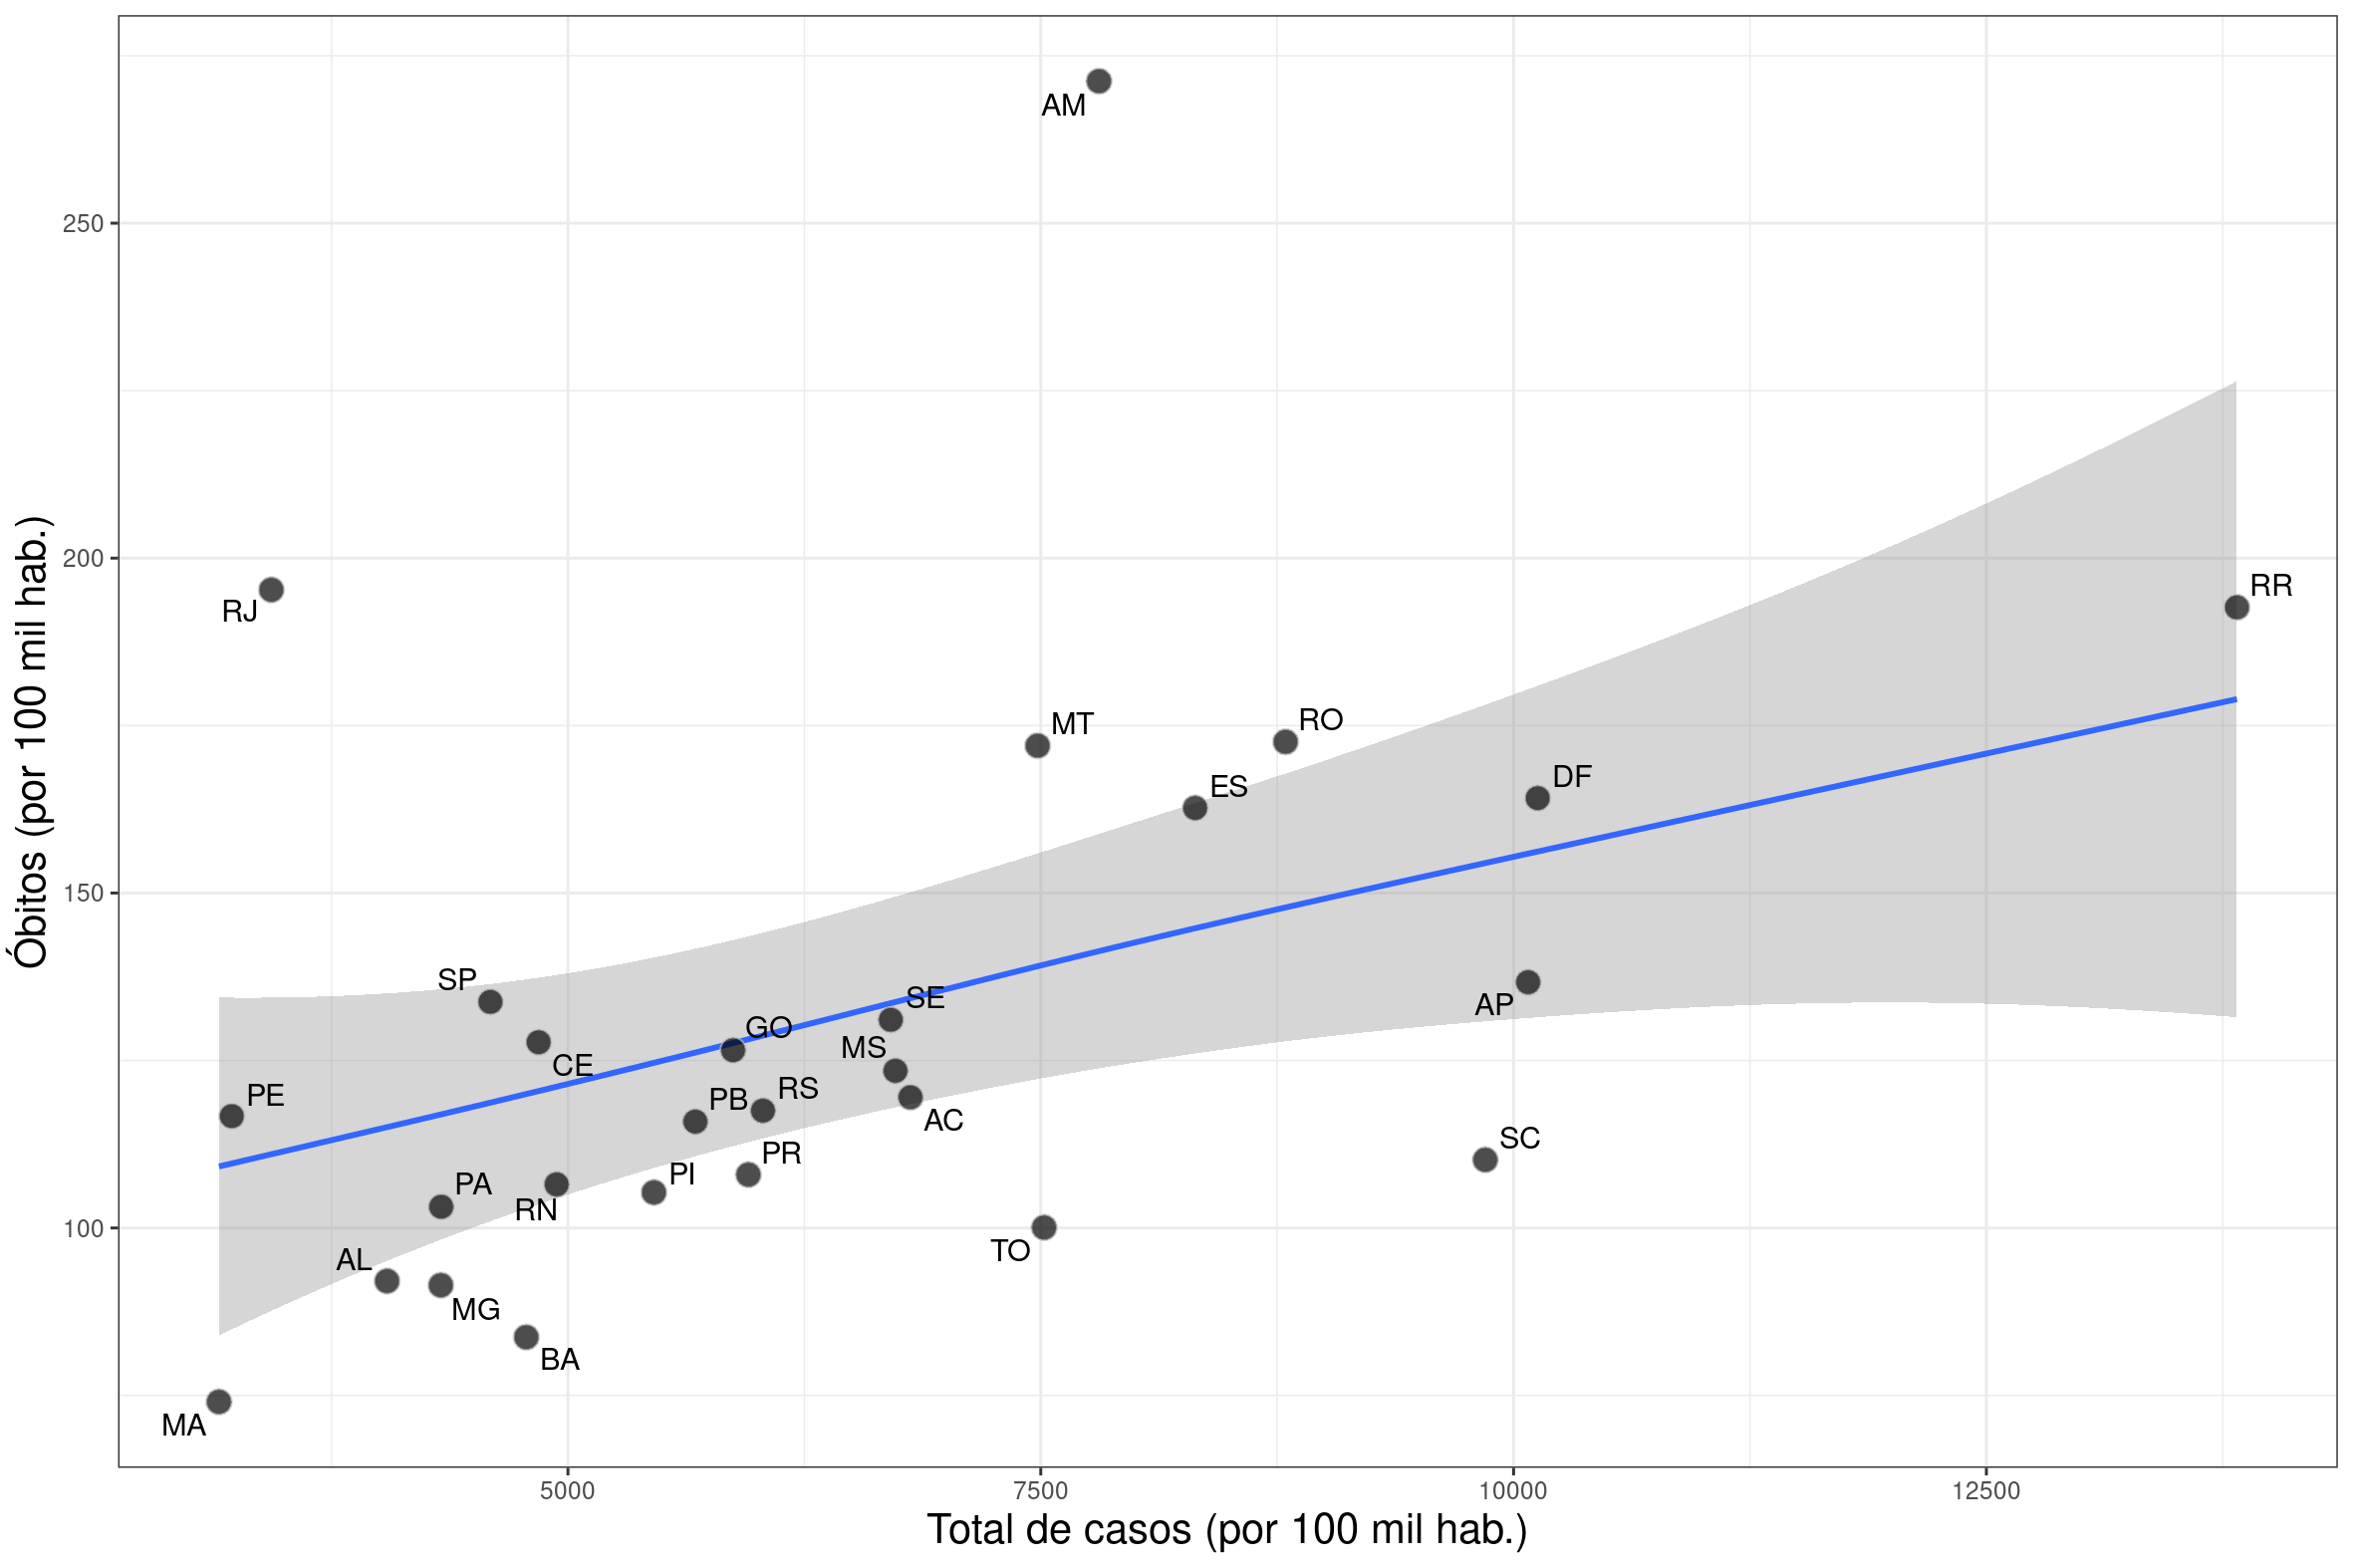 AM
250
Óbitos (por 100 mil hab.)
200
RR
RJ
MT
RO
DF
ES
150
SP
SE
AP
GO
MS
CE
PE
PB
RS
AC
SC
PR
PI
PA
RN
100
TO
AL
MG
BA
MA
5000
7500
10000
12500
Total de casos (por 100 mil hab.)